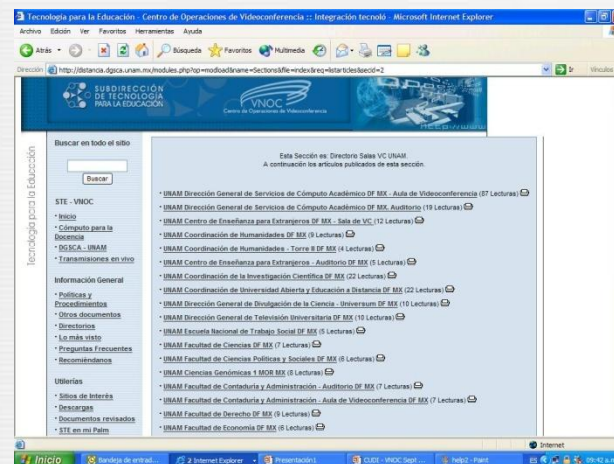 Tecnología para la Educación - Centro de Operaciones de Videoconferencia :: Integración tecnoló - Microsoft Internet Explorer
Archivo Edición Ver Favoritos Herramientas Ayuda
Atrás Búsqueda Favoritos Multimedia
Dirección http://distancia.dgsca.unam.mx/modules.php?op=modload&name=Sections&file=index&req=listarticles&secid=2 Ir Vínculos
SUBDIRECCIÓN
DE TECNOLOGÍA
PARA LA EDUCACIÓN
VNOC
Centro de Operaciones de Videoconferencia
Tecnología para la Educación
Buscar en todo el sitio
Buscar
STE - VNOC
· Inicio
· Cómputo para la
Docencia
· DGSCA - UNAM
· Transmisiones en vivo
Información General
· Políticas y
Procedimientos
· Otros documentos
· Directorios
· Lo más visto
· Preguntas Frecuentes
· Recomiéndanos
Utilerías
· Sitios de Interés
· Descargas
· Documentos revisados
· STE en mi Palm
Esta Sección es: Directorio Salas VC UNAM.
A continuación los artículos publicados de esta sección.
· UNAM Dirección General de Servicios de Cómputo Académico DF MX - Aula de Videoconferencia (87 Lecturas)
· UNAM Dirección General de Servicios de Cómputo Académico DF MX. Auditorio (19 Lecturas)
· UNAM Centro de Enseñanza para Extranjeros DF MX - Sala de VC (12 Lecturas)
· UNAM Coordinación de Humanidades DF MX (9 Lecturas)
· UNAM Coordinación de Humanidades - Torre II DF MX (4 Lecturas)
· UNAM Centro de Enseñanza para Extranjeros - Auditorio DF MX (5 Lecturas)
· UNAM Coordinación de la Investigación Científica DF MX (22 Lecturas)
· UNAM Coordinación de Universidad Abierta y Educación a Distancia DF MX (22 Lecturas)
· UNAM Dirección General de Divulgación de la Ciencia - Universum DF MX (10 Lecturas)
· UNAM Dirección General de Televisión Universitaria DF MX (10 Lecturas)
· UNAM Escuela Nacional de Trabajo Social DF MX (5 Lecturas)
· UNAM Facultad de Ciencias DF MX (7 Lecturas)
· UNAM Facultad de Ciencias Políticas y Sociales DF MX (6 Lecturas)
· UNAM Ciencias Genómicas 1 MOR MX (8 Lecturas)
· UNAM Facultad de Contaduría y Administración - Auditorio DF MX (7 Lecturas)
· UNAM Facultad de Contaduría y Administración - Aula de Videoconferencia DF MX (7 Lecturas)
· UNAM Facultad de Derecho DF MX (9 Lecturas)
· UNAM Facultad de Economía DF MX (6 Lecturas)
Internet
Inicio Bandeja de entrad... 2 Internet Explorer Presentación1 CUDI - VNOC Sept ... help2 - Paint 09:42 a.m.